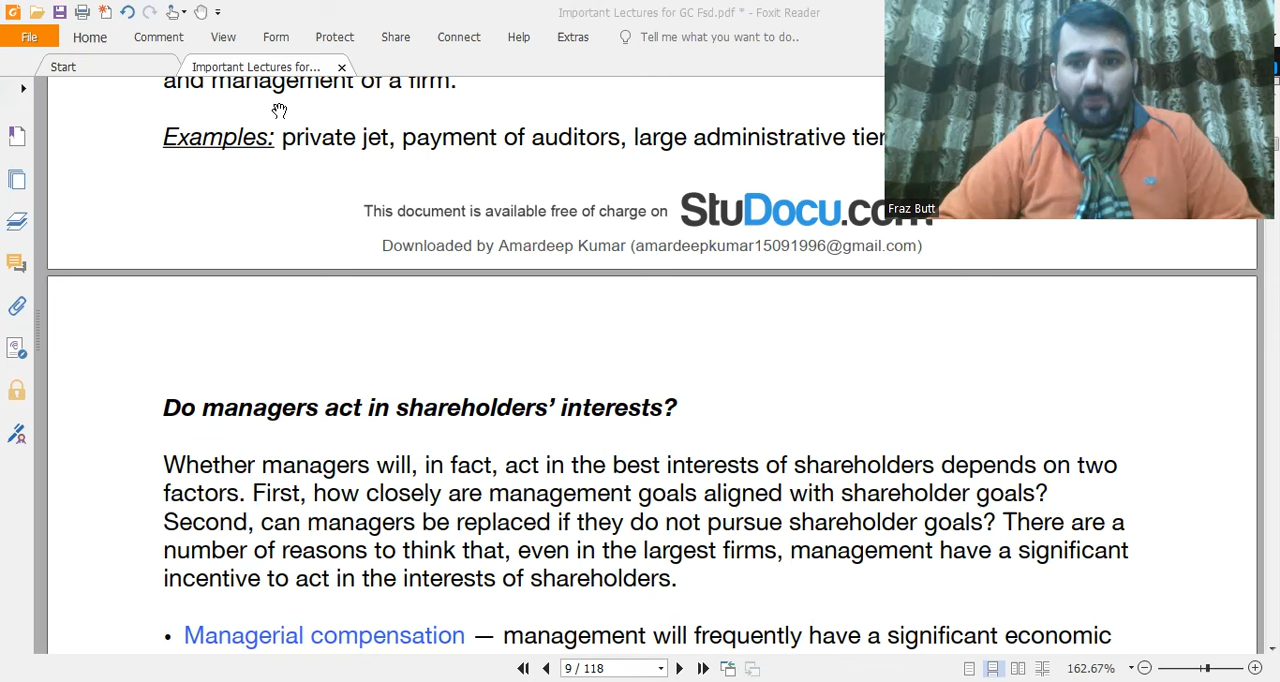 Important Lectures for GC Fsd.pdf * - Foxit Reader
File Home Comment View Form Protect Share Connect Help Extras Tell me what you want to do..
Start Important Lectures for...
and management of a firm.
Examples: private jet, payment of auditors, large administrative tier
This document is available free of charge on StuDocu.com
Downloaded by Amardeep Kumar (amardeepkumar15091996@gmail.com)
Fraz Butt
Do managers act in shareholders’ interests?
Whether managers will, in fact, act in the best interests of shareholders depends on two
factors. First, how closely are management goals aligned with shareholder goals?
Second, can managers be replaced if they do not pursue shareholder goals? There are a
number of reasons to think that, even in the largest firms, management have a significant
incentive to act in the interests of shareholders.
• Managerial compensation — management will frequently have a significant economic
9 / 118
162.67%